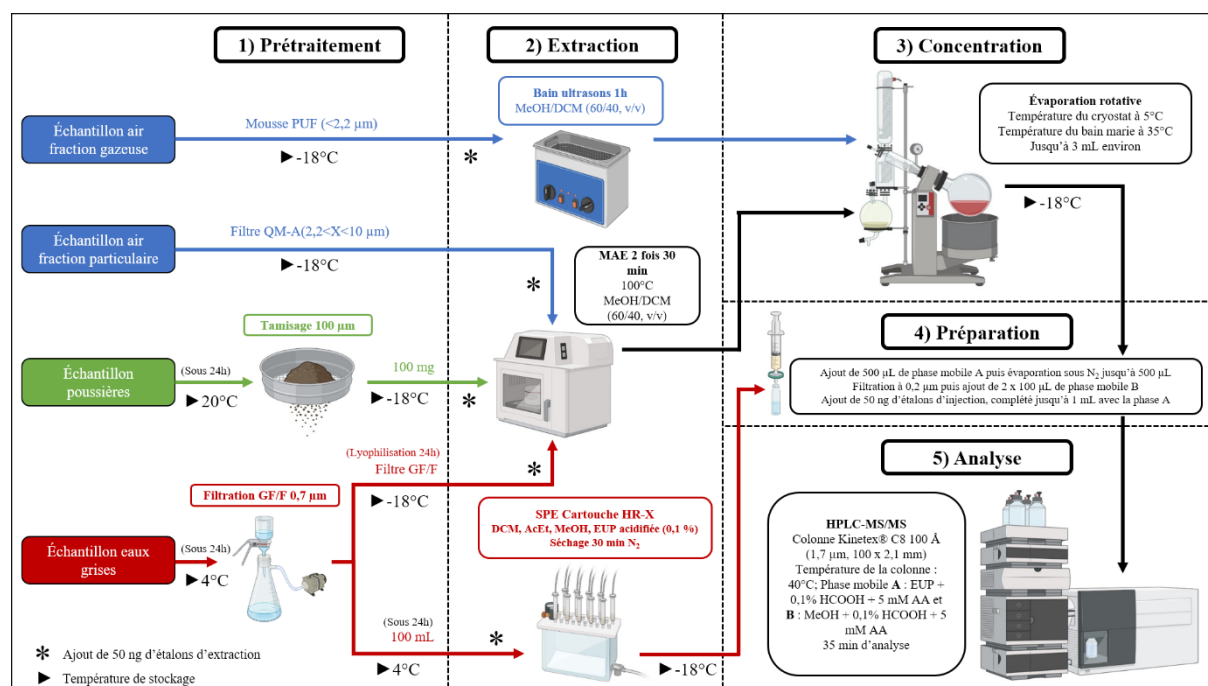 1) Prétraitement
2) Extraction
3) Concentration
Échantillon air
fraction gazeuse
Mousse PUF (<2,2 µm)
►-18°C
*
Bain ultrasons 1h
MeOH/DCM (60/40, v/v)
Évaporation rotative
Température du cryostat à 5°C
Température du bain marie à 35°C
Jusqu'à 3 mL environ
►-18°C
Échantillon air
fraction particulaire
Filtre QM-A(2,2<X<10 µm)
►-18°C
*
MAE 2 fois 30
min
100°C
MeOH/DCM
(60/40, v/v)
Échantillon
poussières
(Sous 24h)
►20°C
Tamisage 100 µm
100 mg
►-18°C
*
4) Préparation
Ajout de 500 µL de phase mobile A puis évaporation sous N₂ jusqu'à 500 µL
Filtration à 0,2 µm puis ajout de 2 x 100 µL de phase mobile B
Ajout de 50 ng d'étalons d'injection, complété jusqu'à 1 mL avec la phase A
Échantillon eaux
grises
(Sous 24h)
►4°C
Filtration GF/F 0,7 µm
(Lyophilisation 24h)
Filtre GF/F
►-18°C
*
(Sous 24h)
100 mL
►4°C
*
SPE Cartouche HR-X
DCM, AcEt, MeOH, EUP acidifiée (0,1 %)
Séchage 30 min N₂
►-18°C
5) Analyse
HPLC-MS/MS
Colonne Kinetex® C8 100 Å
(1,7 µm, 100 x 2,1 mm)
Température de la colonne :
40°C; Phase mobile A : EUP +
0,1% HCOOH + 5 mM AA et
B : MeOH + 0,1% HCOOH + 5
mM AA
35 min d'analyse
* Ajout de 50 ng d'étalons d'extraction
► Température de stockage